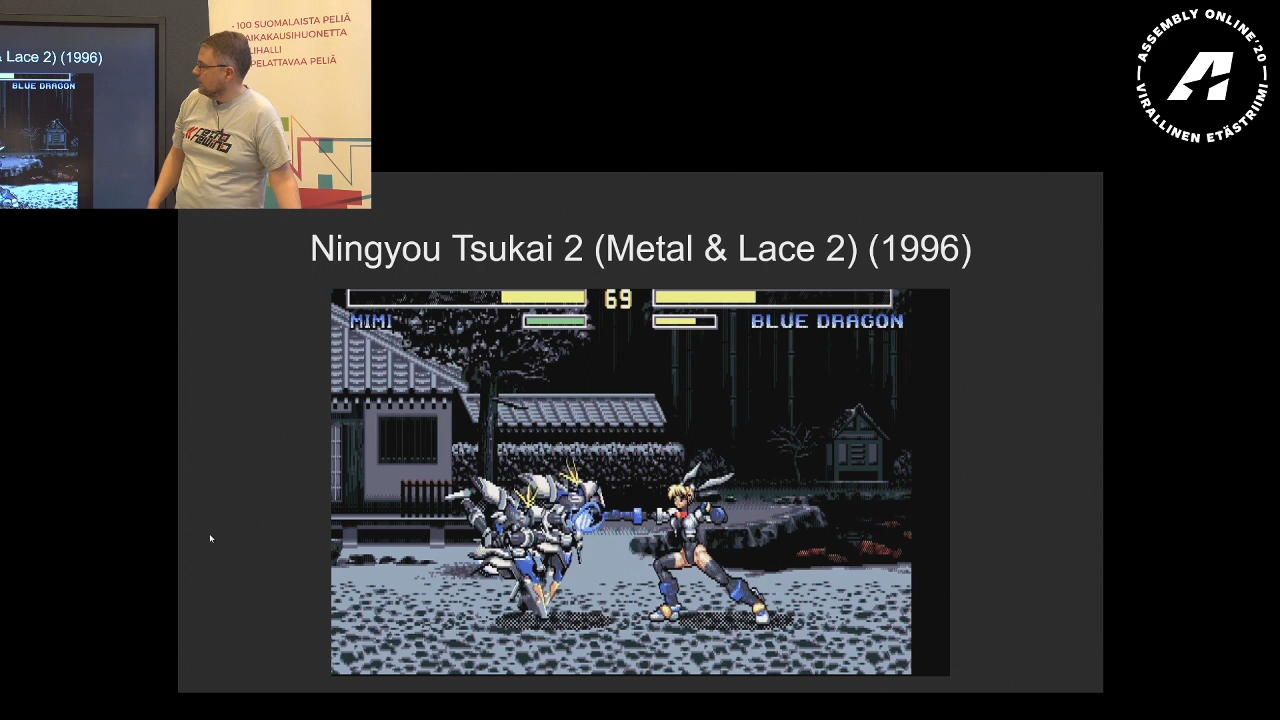 & Lace 2) (1996)
BLUE DRAGON
• 100 SUOMALAISTA PELIÄ
AIKAKAUSIHUONETTA
LIHALLI
PELATTAVAA PELIÄ
ASSEMBLY ONLINE'20
VIRALLINEN ETÄSTRIIMI
Ningyou Tsukai 2 (Metal & Lace 2) (1996)
69
MIMI
BLUE DRAGON